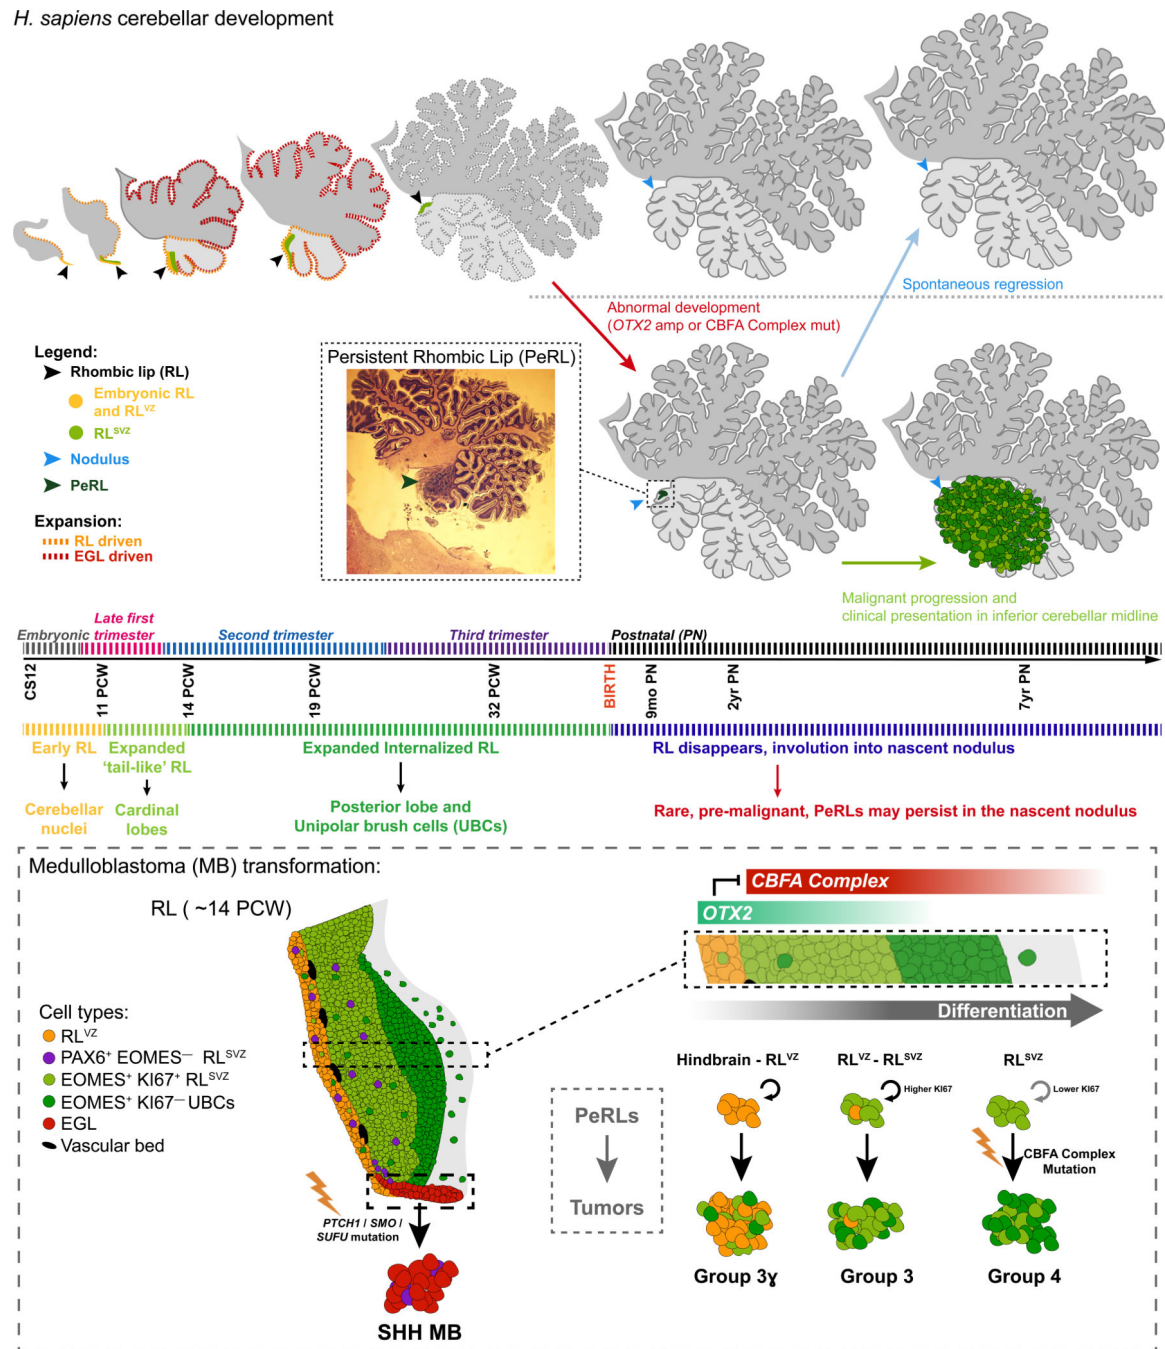 H. sapiens cerebellar development
Spontaneous regression
Abnormal development
(OTX2 amp or CBFA Complex mut)
Legend:
Rhombic lip (RL)
Embryonic RL
and RLVZ
RLSVZ
Nodulus
PeRL
Expansion:
RL driven
EGL driven
Persistent Rhombic Lip (PeRL)
Malignant progression and
clinical presentation in inferior cerebellar midline
Embryonic
Late first
trimester
Second trimester
Third trimester
Postnatal (PN)
CS12
11 PCW
14 PCW
19 PCW
32 PCW
BIRTH
9mo PN
2yr PN
7yr PN
Early RL
Expanded
‘tail-like’ RL
Expanded Internalized RL
RL disappears, involution into nascent nodulus
Cerebellar
nuclei
Cardinal
lobes
Posterior lobe and
Unipolar brush cells (UBCs)
Rare, pre-malignant, PeRLs may persist in the nascent nodulus
Medulloblastoma (MB) transformation:
RL ( ~14 PCW)
Cell types:
RLVZ
PAX6+ EOMES— RLSVZ
EOMES+ KI67+ RLSVZ
EOMES+ KI67— UBCs
EGL
Vascular bed
PTCH1 / SMO /
SUFU mutation
SHH MB
CBFA Complex
OTX2
Differentiation
PeRLs
Tumors
Hindbrain - RLVZ
RLVZ - RLSVZ
RLSVZ
Higher KI67
Lower KI67
CBFA Complex
Mutation
Group 3ɣ
Group 3
Group 4